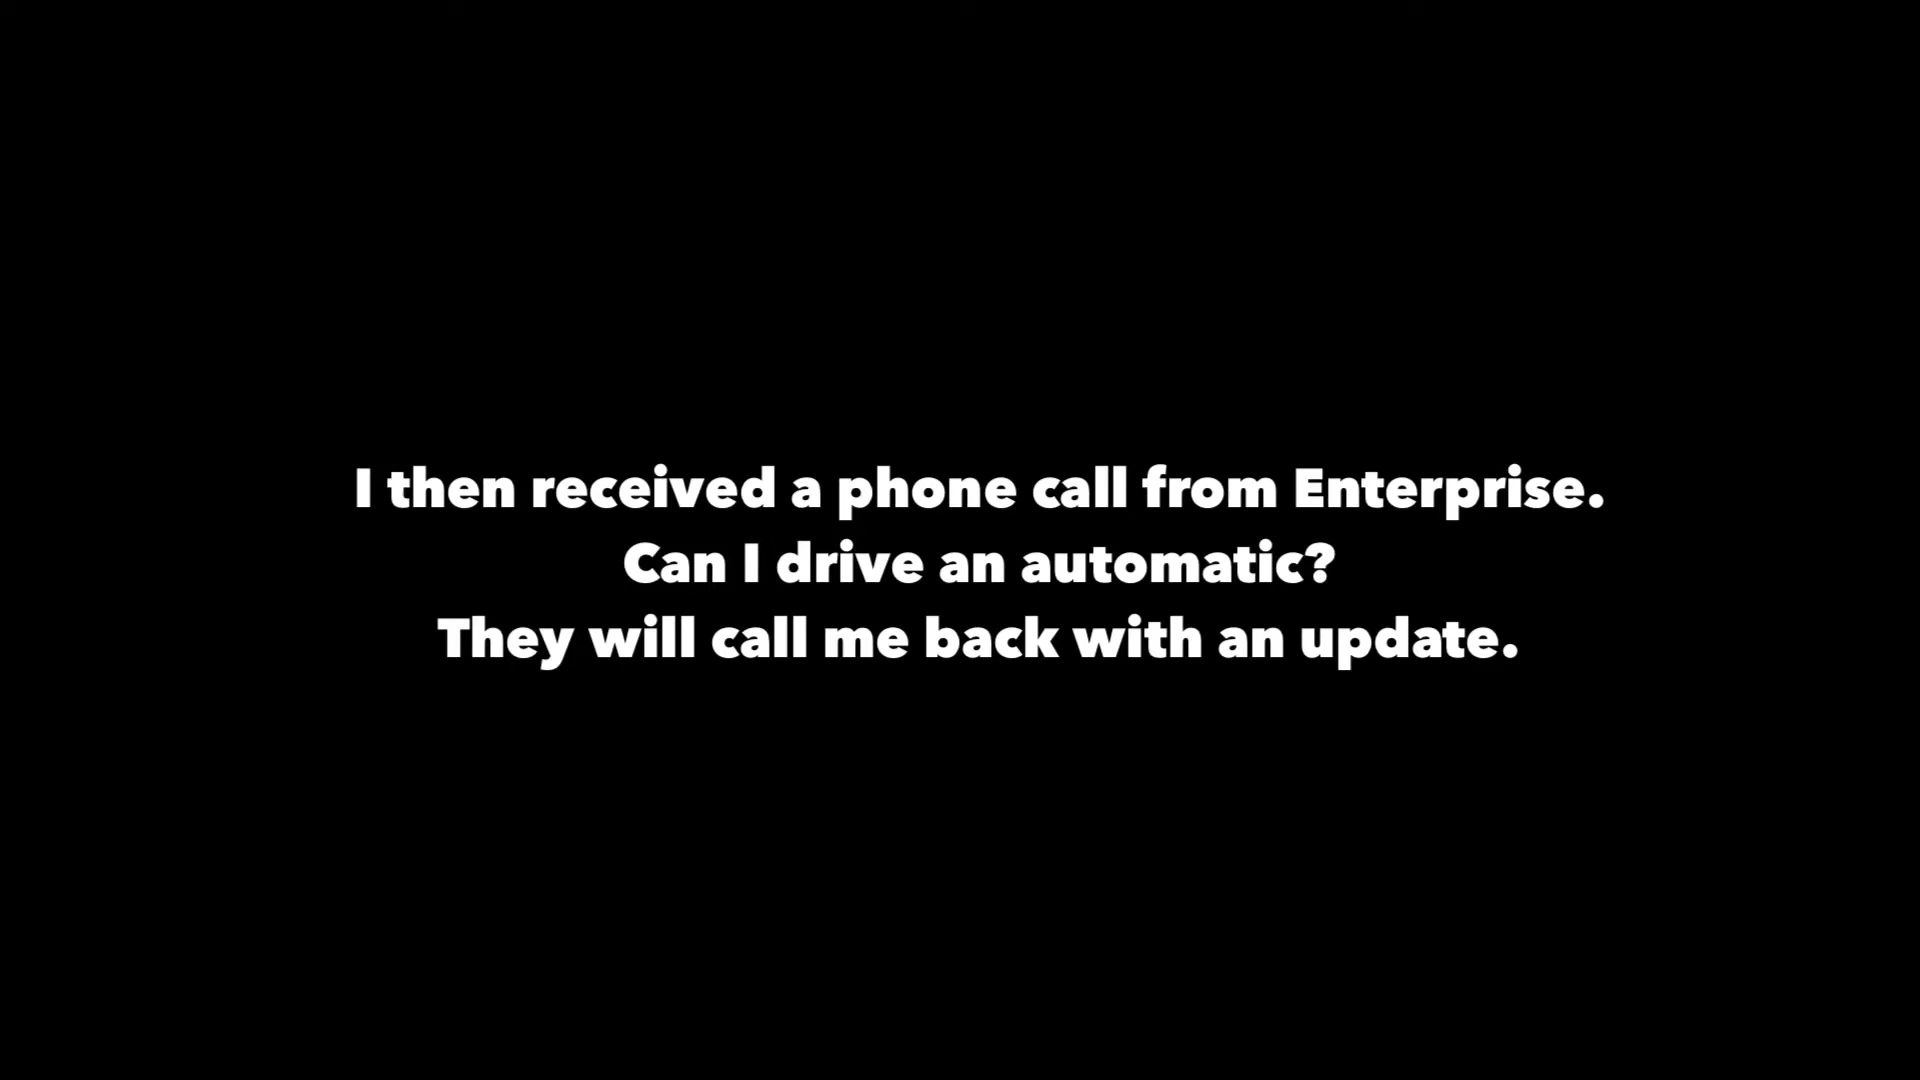 I then received a phone call from Enterprise.
Can I drive an automatic?
They will call me back with an update.